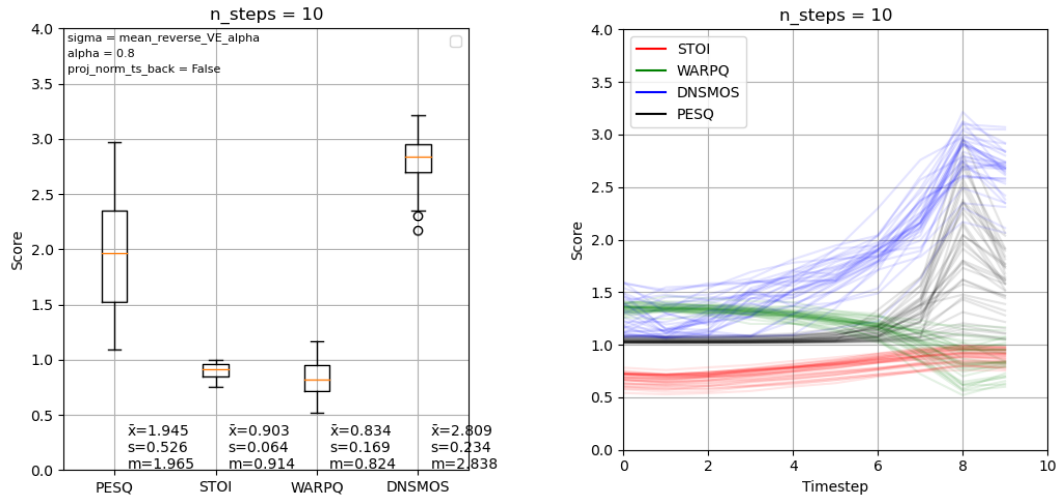 n_steps = 10
sigma = mean_reverse_VE_alpha
alpha = 0.8
proj_norm_ts_back = False
Score
4.0
3.5
3.0
2.5
2.0
1.5
1.0
0.5
0.0
x̄=1.945 x̄=0.903 x̄=0.834 x̄=2.809
s=0.526 s=0.064 s=0.169 s=0.234
m=1.965 m=0.914 m=0.824 m=2.838
PESQ STOI WARPQ DNSMOS
n_steps = 10
STOI
WARPQ
DNSMOS
PESQ
Score
4.0
3.5
3.0
2.5
2.0
1.5
1.0
0.5
0.0
0 2 4 6 8 10
Timestep